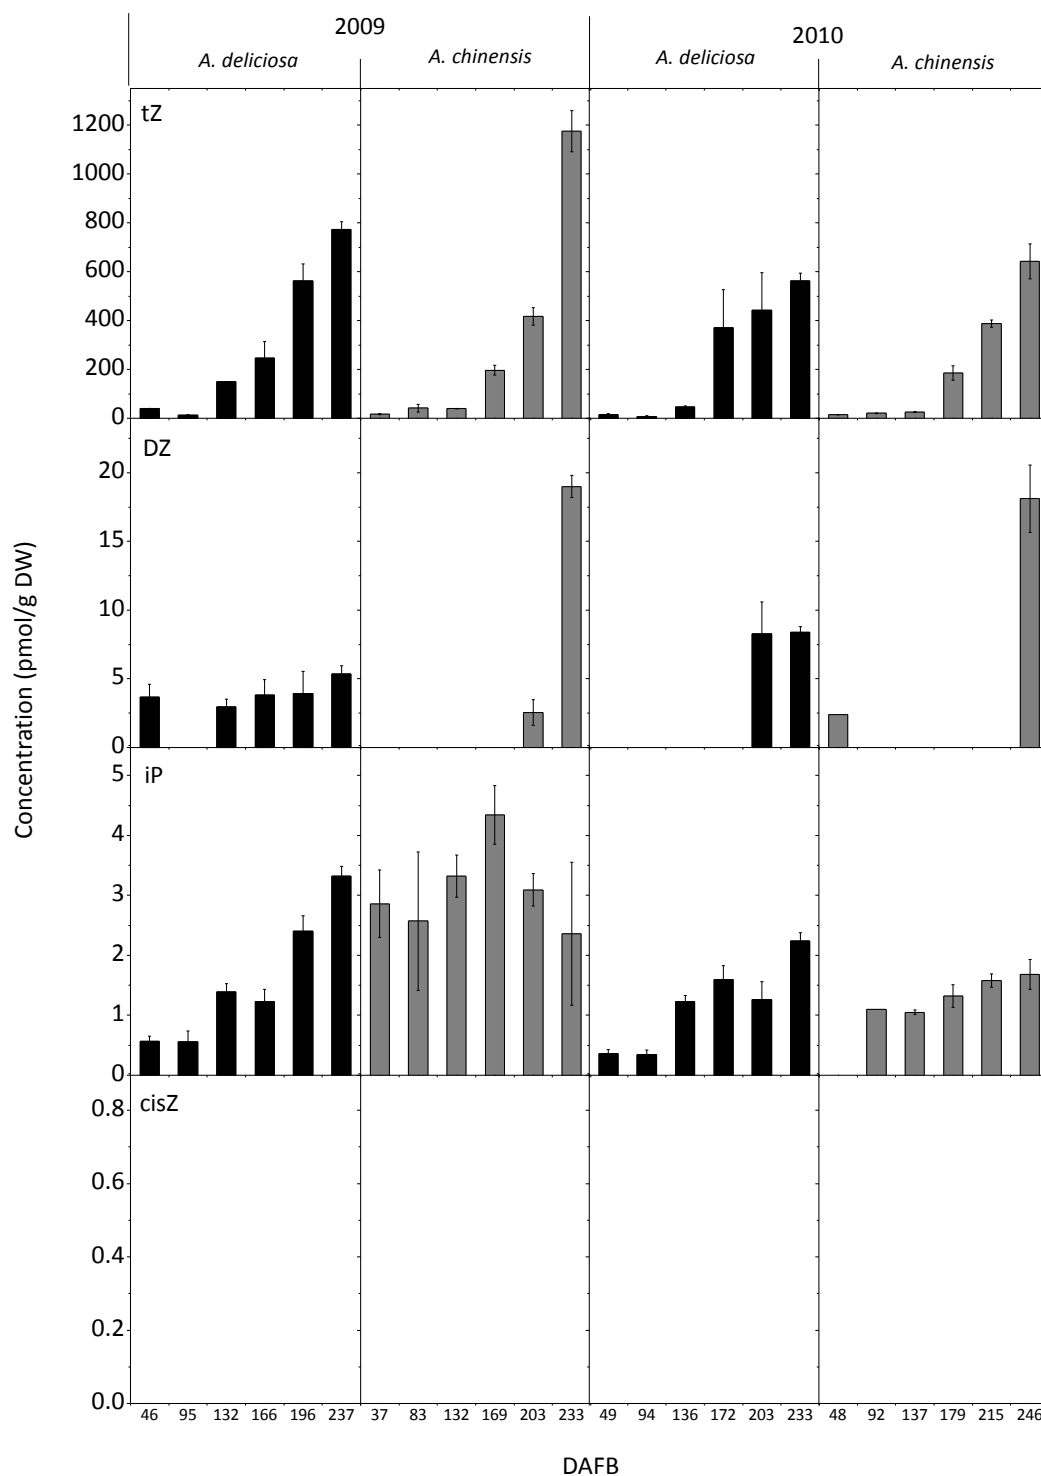 2009
2010
A. deliciosa
A. chinensis
A. deliciosa
A. chinensis
tZ
1200
1000
800
600
400
200
0
DZ
20
15
10
5
0
iP
5
4
3
2
1
0
cisZ
0.8
0.6
0.4
0.2
0.0
Concentration (pmol/g DW)
46 95 132 166 196 237 37 83 132 169 203 233 49 94 136 172 203 233 48 92 137 179 215 246
DAFB